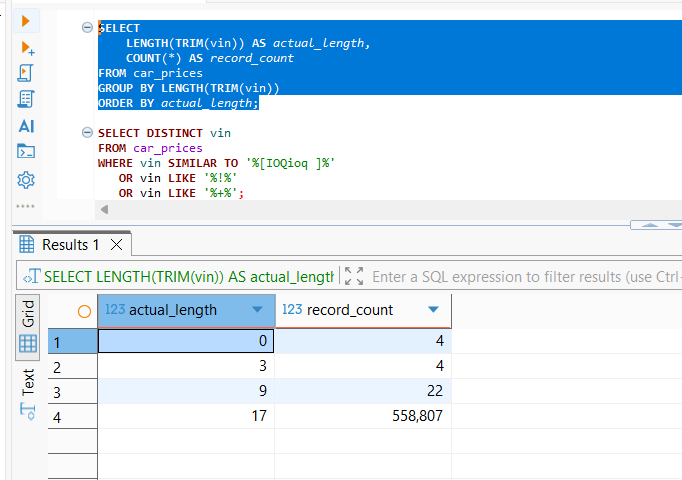 SELECT
LENGTH(TRIM(vin)) AS actual_length,
COUNT(*) AS record_count
FROM car_prices
GROUP BY LENGTH(TRIM(vin))
ORDER BY actual_length;
SELECT DISTINCT vin
FROM car_prices
WHERE vin SIMILAR TO '%[IOQioq ]%'
OR vin LIKE '%!%'
OR vin LIKE '%+%';
AI
Results 1
SELECT LENGTH(TRIM(vin)) AS actual_lengt Enter a SQL expression to filter results (use Ctrl-
Grid
Text
123 actual_length 123 record_count
1 0 4
2 3 4
3 9 22
4 17 558,807